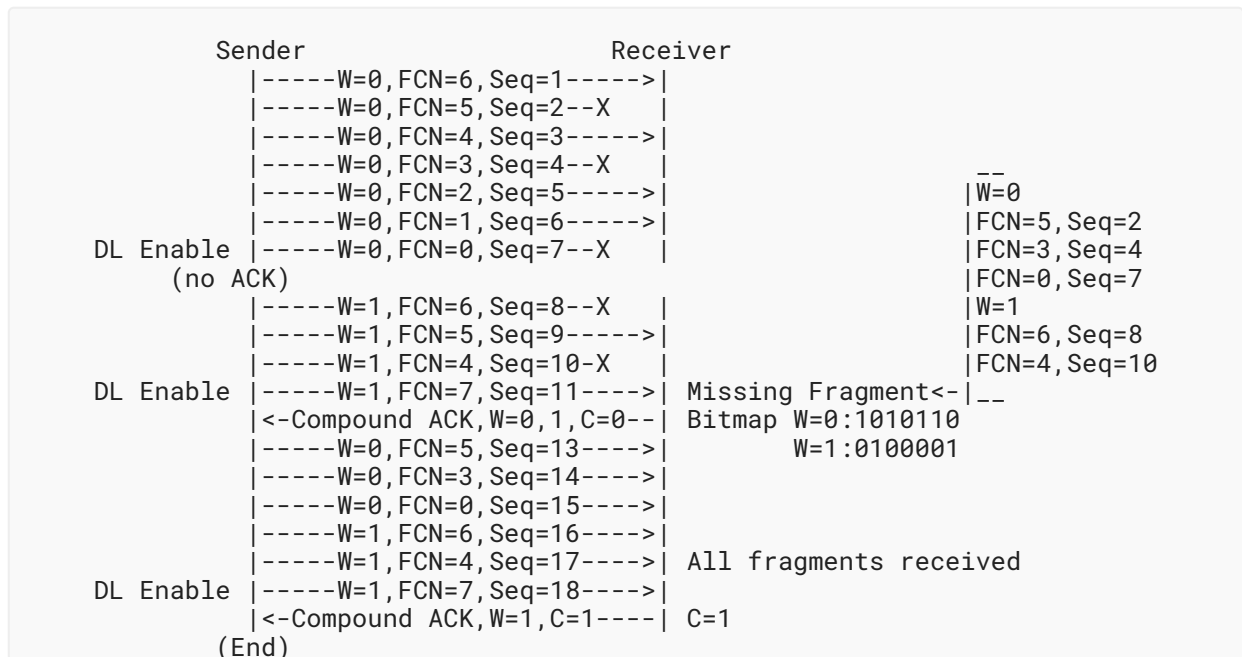 Sender                     Receiver
             |-----W=0,FCN=6,Seq=1----->|
             |-----W=0,FCN=5,Seq=2--X   |
             |-----W=0,FCN=4,Seq=3----->|
             |-----W=0,FCN=3,Seq=4--X   |                    __
             |-----W=0,FCN=2,Seq=5----->|                   |W=0
             |-----W=0,FCN=1,Seq=6----->|                   |FCN=5,Seq=2
   DL Enable |-----W=0,FCN=0,Seq=7--X   |                   |FCN=3,Seq=4
        (no ACK)                                            |FCN=0,Seq=7
             |-----W=1,FCN=6,Seq=8--X   |                   |W=1
             |-----W=1,FCN=5,Seq=9----->|                   |FCN=6,Seq=8
             |-----W=1,FCN=4,Seq=10-X   |                   |FCN=4,Seq=10
   DL Enable |-----W=1,FCN=7,Seq=11---->| Missing Fragment<-|__
             |<-Compound ACK,W=0,1,C=0--| Bitmap W=0:1010110
             |-----W=0,FCN=5,Seq=13---->|        W=1:0100001
             |-----W=0,FCN=3,Seq=14---->|
             |-----W=0,FCN=0,Seq=15---->|
             |-----W=1,FCN=6,Seq=16---->|
             |-----W=1,FCN=4,Seq=17---->| All fragments received
   DL Enable |-----W=1,FCN=7,Seq=18---->|
             |<-Compound ACK,W=1,C=1----| C=1
           (End)